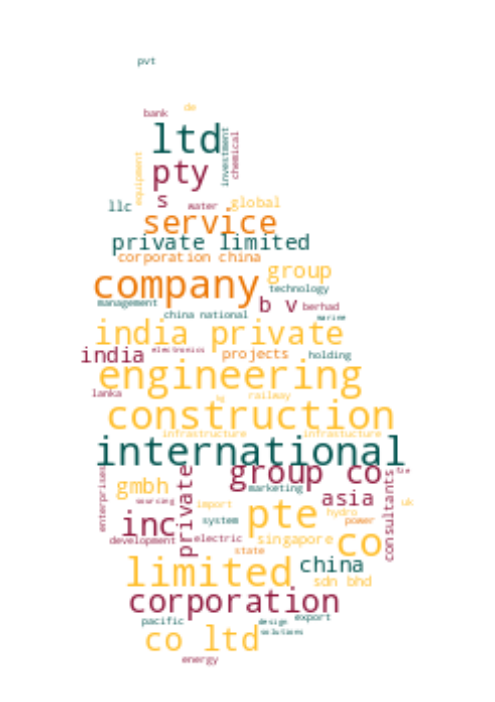 pvt
de
bank
ltd
investment
chemical
equipment
pty
s
llc
water
global
service
private limited
corporation china
group
company
technology
management
b v
berhad
china national
marine
india private
india
electronics
projects
holding
engineering
lanka
railway
construction
infrastructure
infrastucture
international
group co
enterprises
private
gmbh
marketing
asia
consultants
sourcing
import
pte
uk
inc
system
hydro
power
development
electric
singapore
co
state
limited
china
sdn bhd
corporation
pacific
design
export
co ltd
solutions
energy